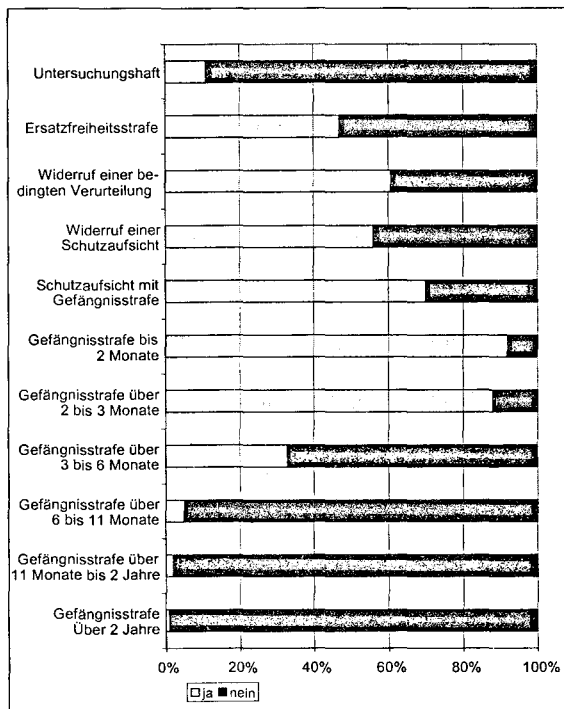 Untersuchungshaft
Ersatzfreiheitsstrafe
Widerruf einer be-
dingten Verurteilung
Widerruf einer
Schutzaufsicht
Schutzaufsicht mit
Gefängnisstrafe
Gefängnisstrafe bis
2 Monate
Gefängnisstrafe über
2 bis 3 Monate
Gefängnisstrafe über
3 bis 6 Monate
Gefängnisstrafe über
6 bis 11 Monate
Gefängnisstrafe über
11 Monate bis 2 Jahre
Gefängnisstrafe
Über 2 Jahre
0% 20% 40% 60% 80% 100%
ja nein